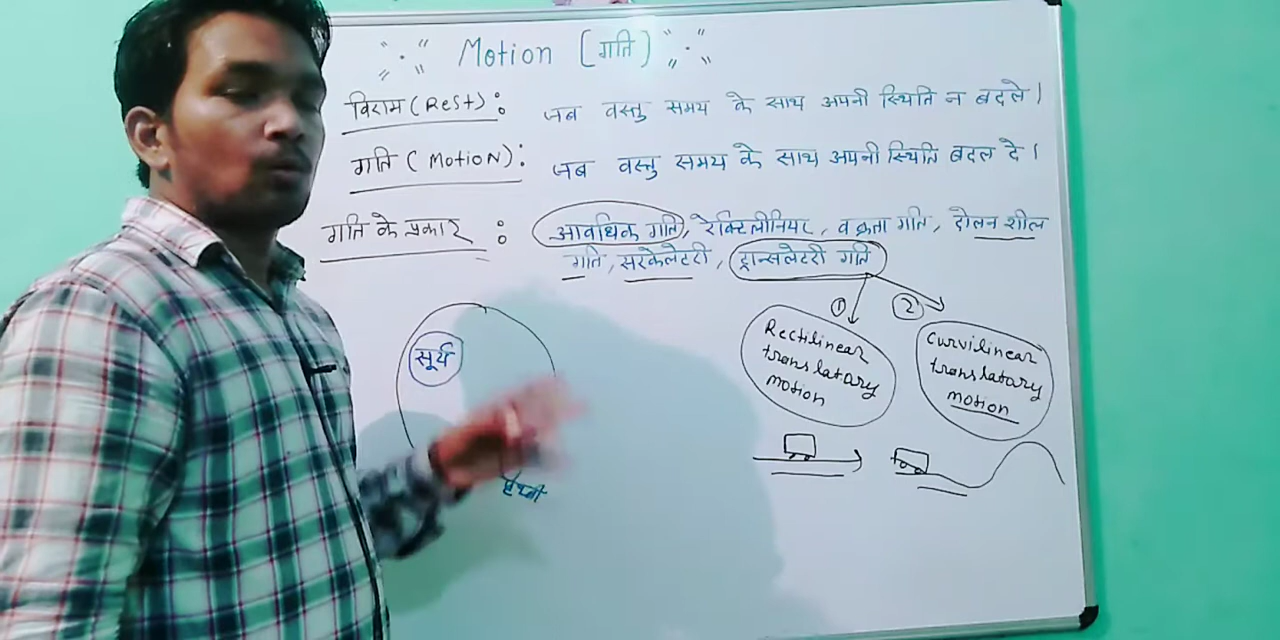 Motion [गति)
विराम (Rest): जब वस्तु समय के साथ अपनी स्थिति न बदले।
गति (MotioN): जब वस्तु समय के साथ अपनी स्थिति बदल दे।
गति के प्रकार : आवधिक गति, रेक्टिलीनियर, वक्रता गति, दोलन शील
गति, सरकेलेटरी, ट्रान्सलेटरी गति
① ②
Rectilinear
translatary
motion
Curvilinear
translatary
motion
सूर्य